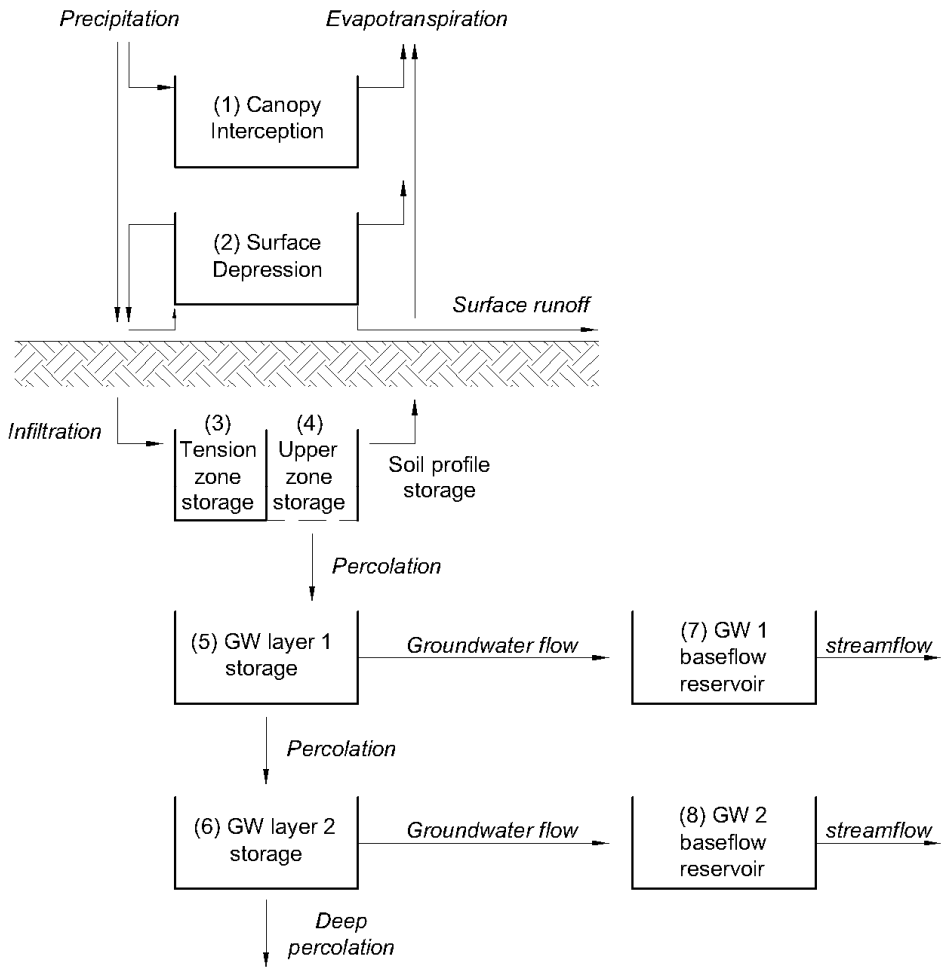 Precipitation
Evapotranspiration
(1) Canopy
Interception
(2) Surface
Depression
Surface runoff
Infiltration
(3)
Tension
zone
storage
(4)
Upper
zone
storage
Soil profile
storage
Percolation
(5) GW layer 1
storage
Groundwater flow
(7) GW 1
baseflow
reservoir
streamflow
Percolation
(6) GW layer 2
storage
Groundwater flow
(8) GW 2
baseflow
reservoir
streamflow
Deep
percolation